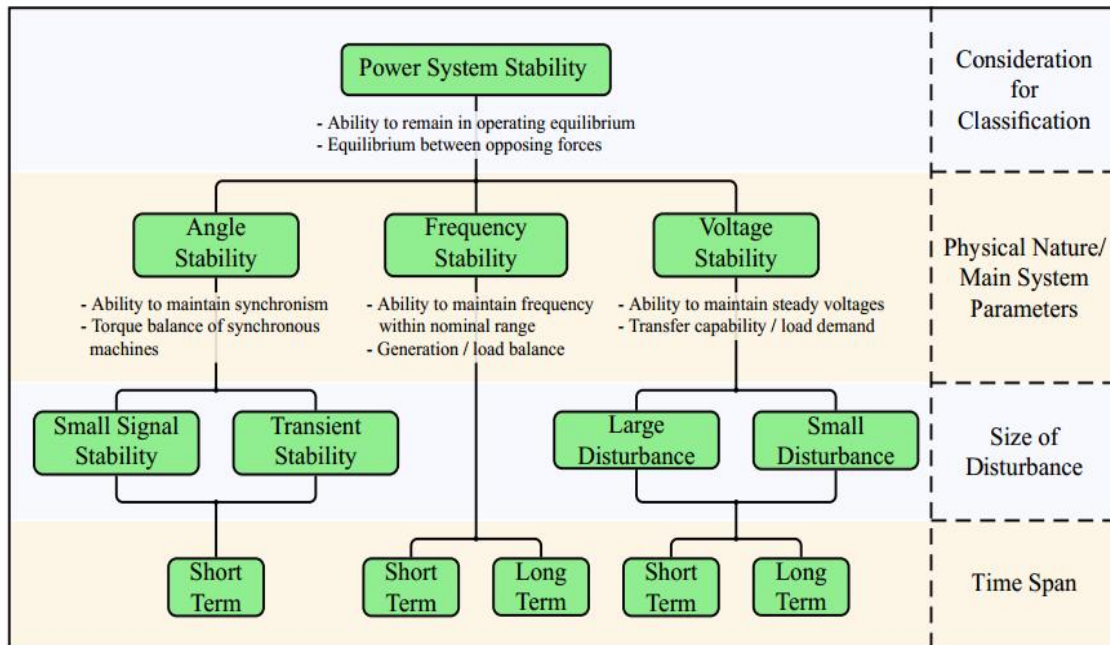 Power System Stability
- Ability to remain in operating equilibrium
- Equilibrium between opposing forces
Consideration
for
Classification
Angle
Stability
- Ability to maintain synchronism
- Torque balance of synchronous
machines
Frequency
Stability
- Ability to maintain frequency
within nominal range
- Generation / load balance
Voltage
Stability
- Ability to maintain steady voltages
- Transfer capability / load demand
Physical Nature/
Main System
Parameters
Small Signal
Stability
Transient
Stability
Large
Disturbance
Small
Disturbance
Size of
Disturbance
Short
Term
Short
Term
Long
Term
Short
Term
Long
Term
Time Span